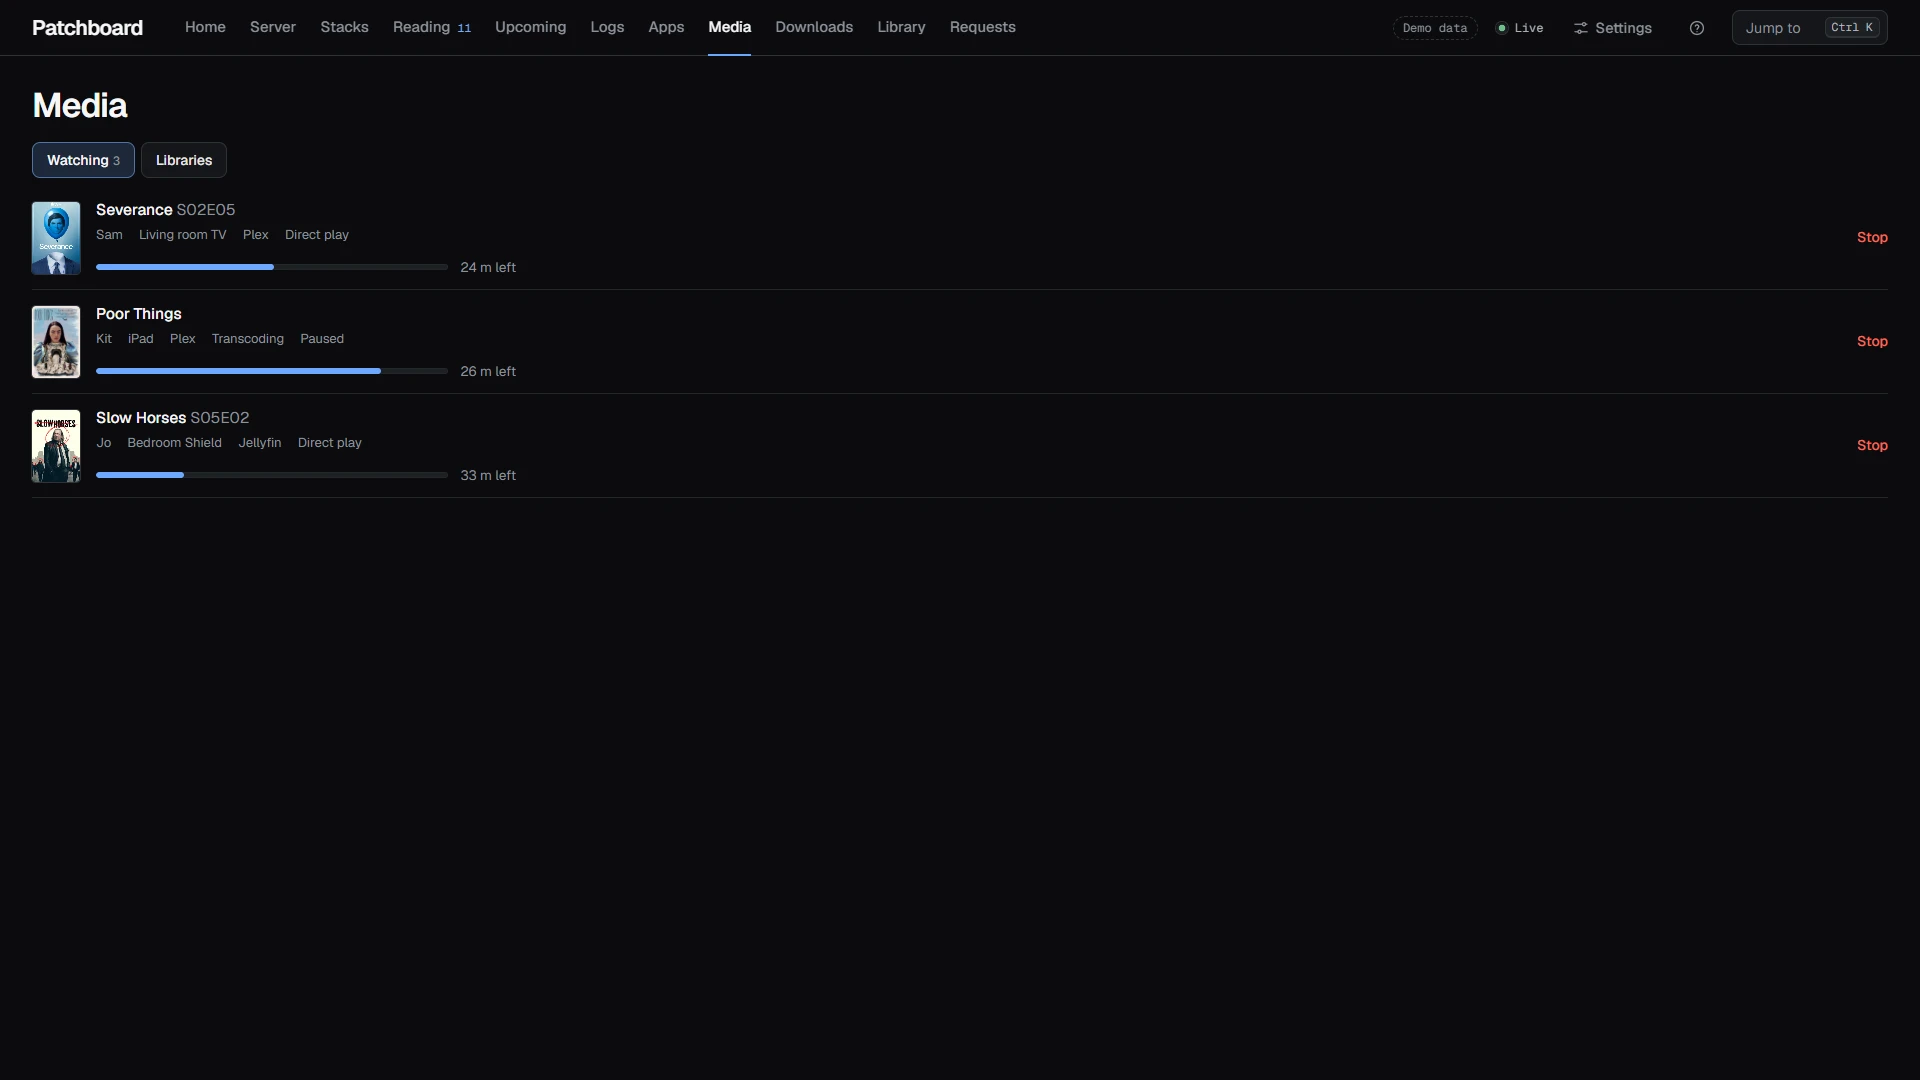 Patchboard Home Server Stacks Reading 11 Upcoming Logs Apps Media Downloads Library Requests Demo data Live Settings Jump to Ctrl K
Media
Watching 3 Libraries
Severance S02E05
Sam Living room TV Plex Direct play
Severance
24 m left
Stop
Poor Things
Kit iPad Plex Transcoding Paused
26 m left
Stop
Slow Horses S05E02
SLOW HORSES
Jo Bedroom Shield Jellyfin Direct play
33 m left
Stop